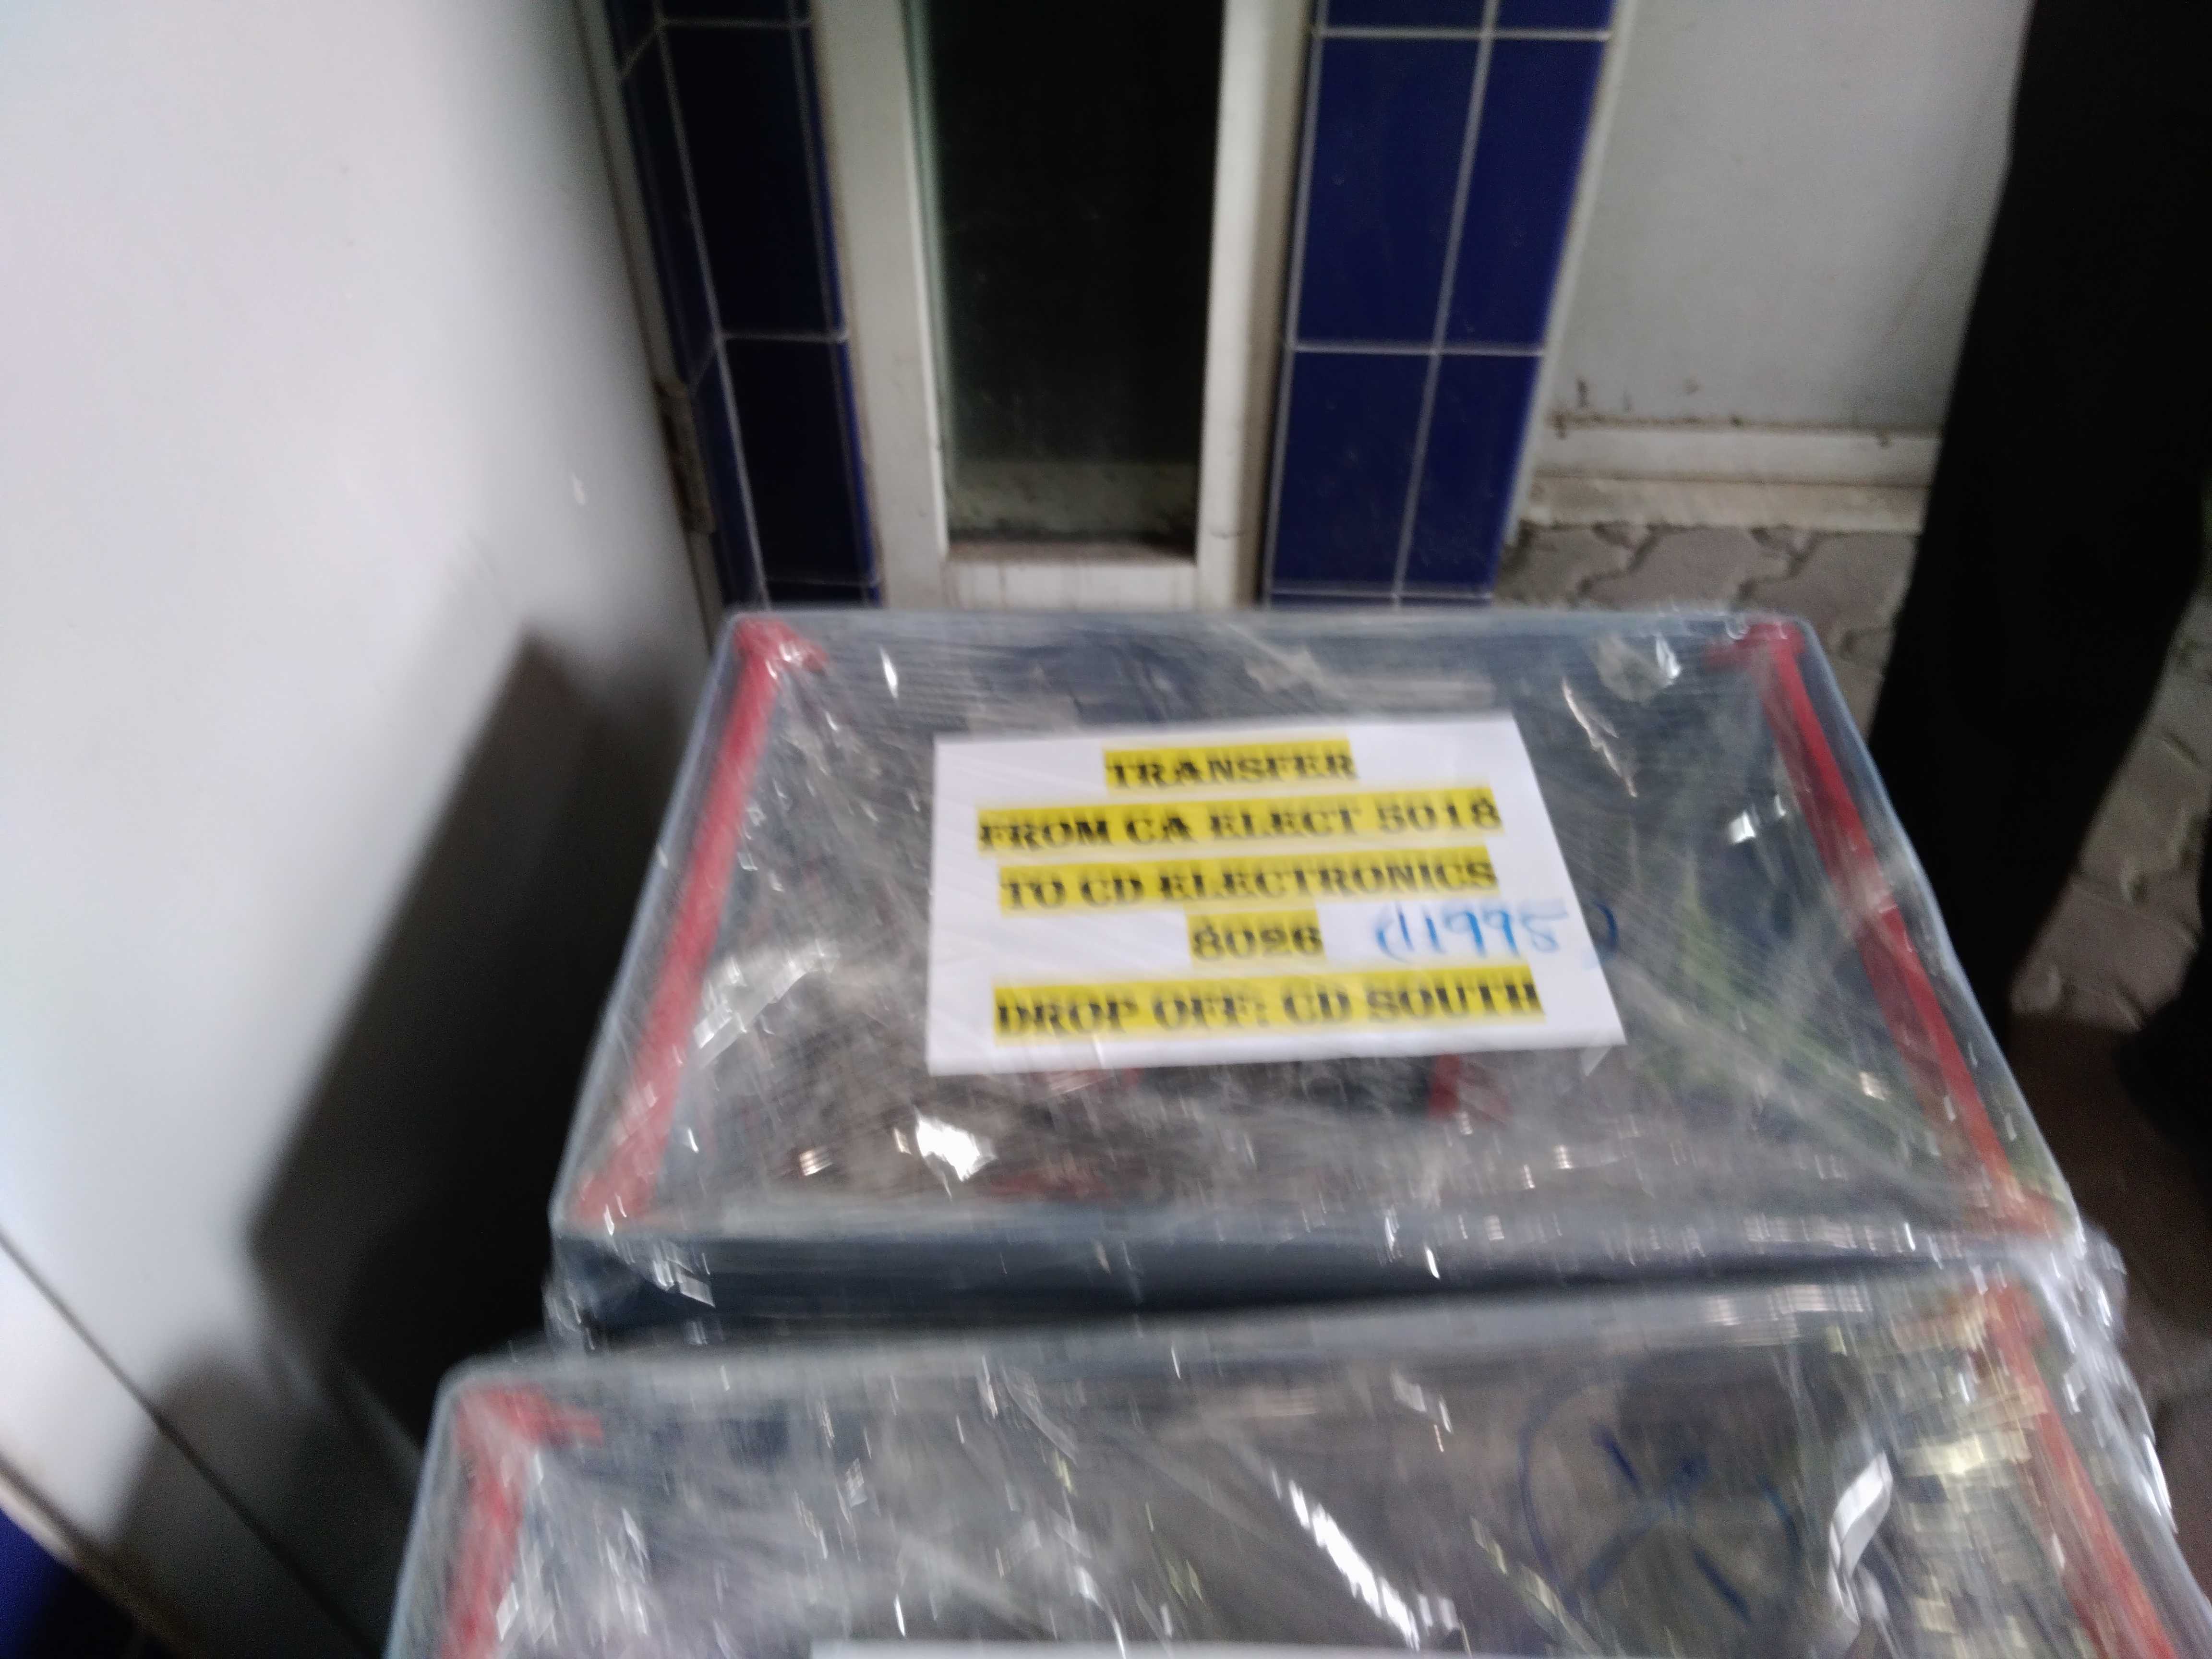 TRANSFER
FROM CA ELECT 5018
TO CD ELECTRONICS
8026 (11995)
DROP OFF: CD SOUTH